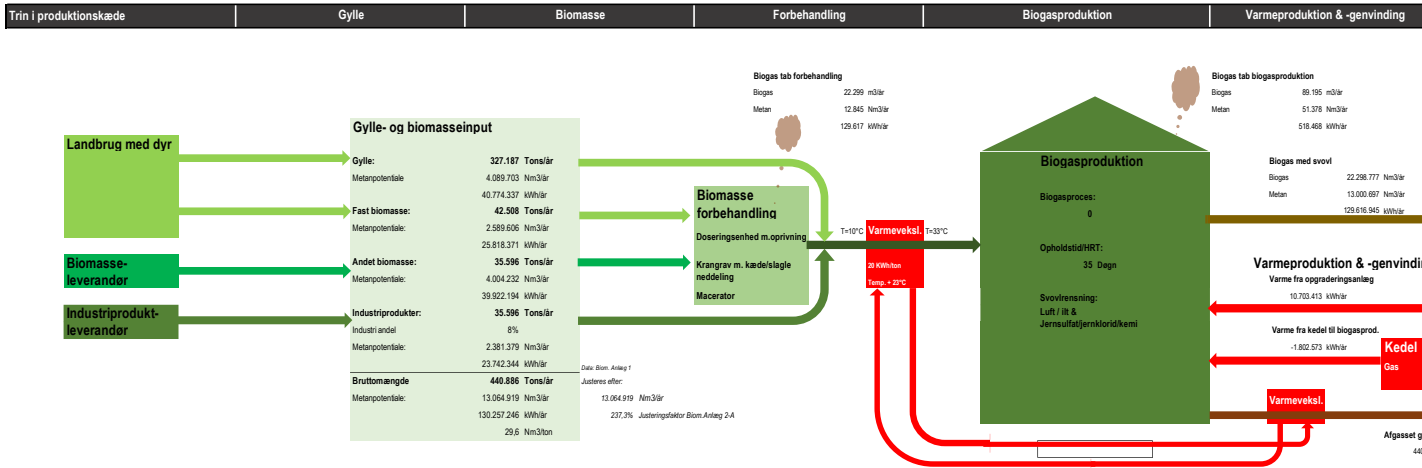 Trin i produktionskæde Gylle Biomasse Forbehandling Biogasproduktion Varmeproduktion & -genvinding
Biogas tab forbehandling
Biogas 22.299 m3/år
Metan 12.845 Nm3/år
129.617 kWh/år
Biogas tab biogasproduktion
Biogas 89.195 m3/år
Metan 51.378 Nm3/år
518.468 kWh/år
Landbrug med dyr
Biomasse-
leverandør
Industriprodukt-
leverandør
Gylle- og biomasseinput
Gylle: 327.187 Tons/år
Metanpotentiale 4.089.703 Nm3/år
40.774.337 kWh/år
Fast biomasse: 42.508 Tons/år
Metanpotentiale: 2.589.606 Nm3/år
25.818.371 kWh/år
Andet biomasse: 35.596 Tons/år
Metanpotentiale: 4.004.232 Nm3/år
39.922.194 kWh/år
Industriprodukter: 35.596 Tons/år
Industri andel 8%
Metanpotentiale: 2.381.379 Nm3/år
23.742.344 kWh/år
Bruttomængde 440.886 Tons/år
Metanpotentiale: 13.064.919 Nm3/år
130.257.246 kWh/år
29,6 Nm3/ton
Data: Biom. Anlæg 1
Justeres efter:
13.064.919 Nm3/år
237,3% Justeringsfaktor Biom.Anlæg 2-A
Biomasse
forbehandling
Doseringsenhed m.oprivning
Krangrav m. kæde/slagle
neddeling
Macerator
T=10°C Varmeveksl. T=33°C
20 KWh/ton
Temp. + 23°C
Biogasproduktion
Biogasproces:
0
Opholdstid/HRT:
35 Døgn
Svovlrensning:
Luft / ilt &
Jernsulfat/jernklorid/kemi
Biogas med svovl
Biogas 22.298.777 Nm3/år
Metan 13.000.697 Nm3/år
129.616.945 kWh/år
Varmeproduktion & -genvindin
Varme fra opgraderingsanlæg
10.703.413 kWh/år
Varme fra kedel til biogasprod.
-1.802.573 kWh/år
Kedel
Gas
Varmeveksl.
Afgasset g
440